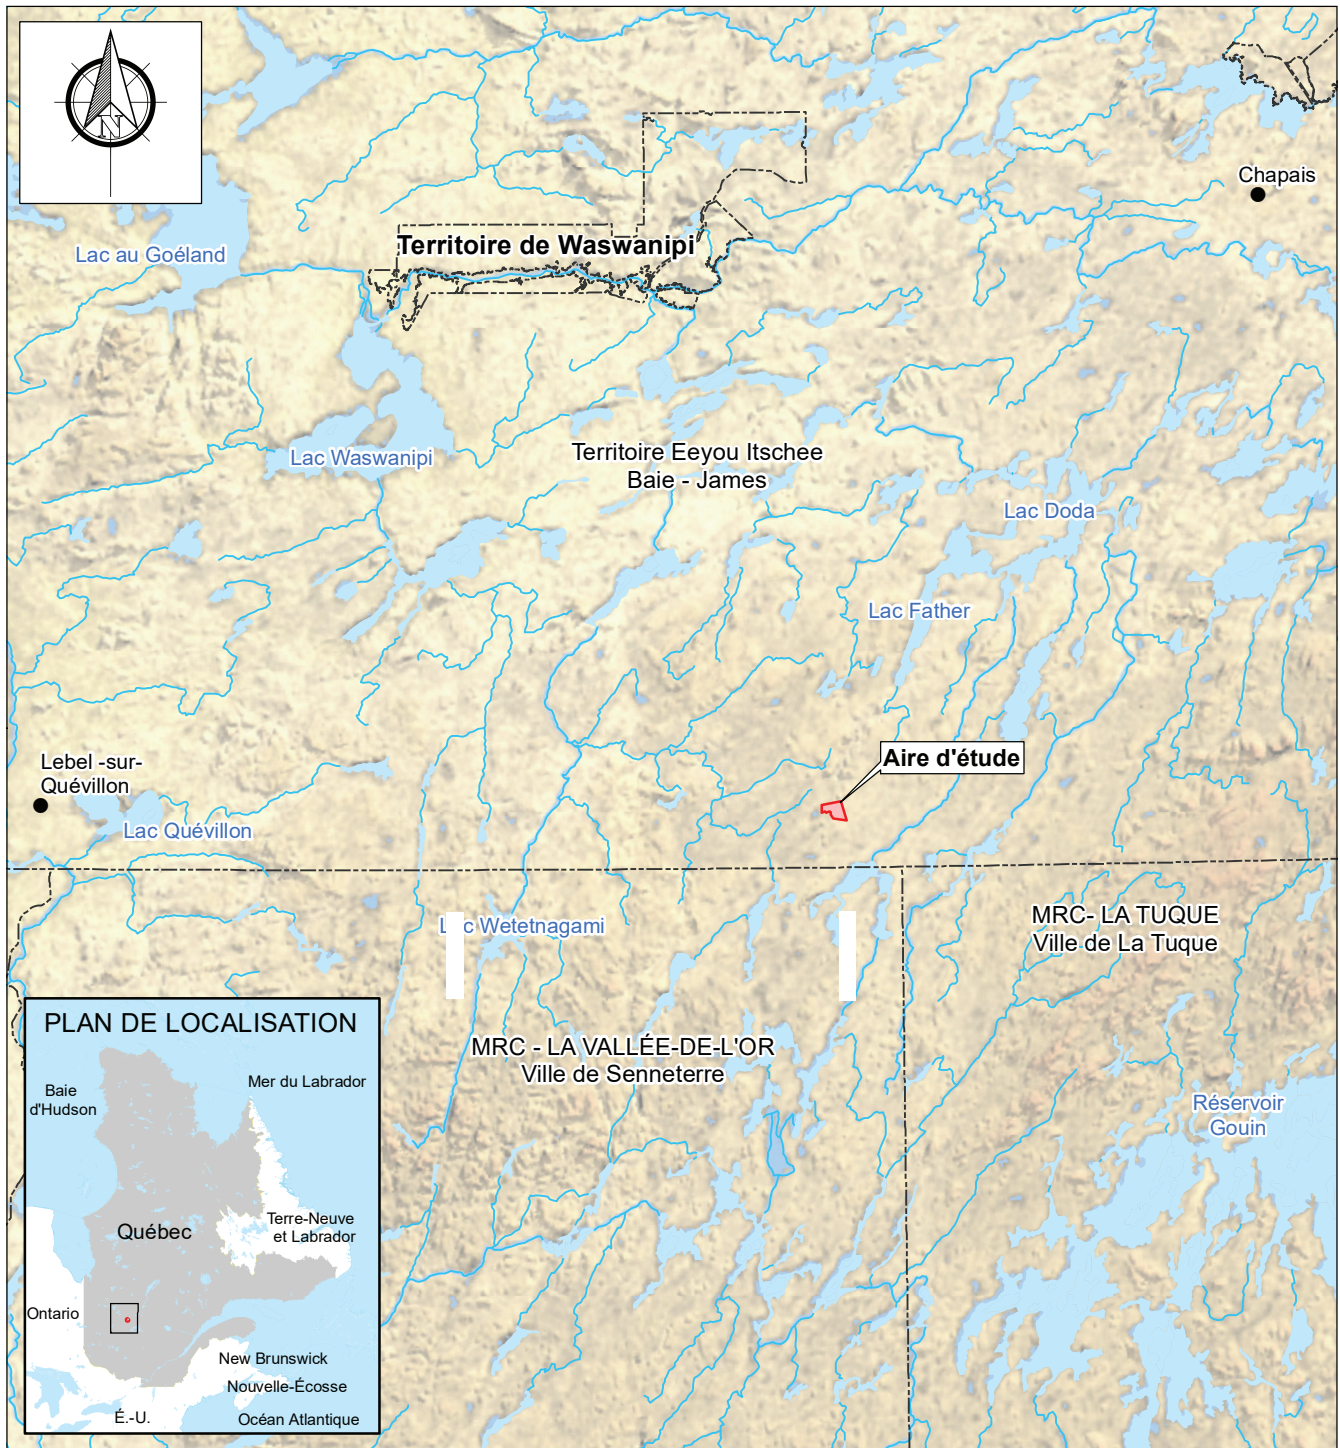 N
Chapais
Territoire de Waswanipi
Lac au Goéland
Lac Waswanipi
Territoire Eeyou Itschee
Baie - James
Lac Doda
Lac Father
Aire d'étude
Lebel -sur-
Quévillon
Lac Quévillon
Lac Wetetnagami
MRC- LA TUQUE
Ville de La Tuque
MRC - LA VALLÉE-DE-L'OR
Ville de Senneterre
Réservoir
Gouin
PLAN DE LOCALISATION
Baie
d'Hudson
Mer du Labrador
Québec
Terre-Neuve
et Labrador
Ontario
New Brunswick
Nouvelle-Écosse
É.-U.
Océan Atlantique